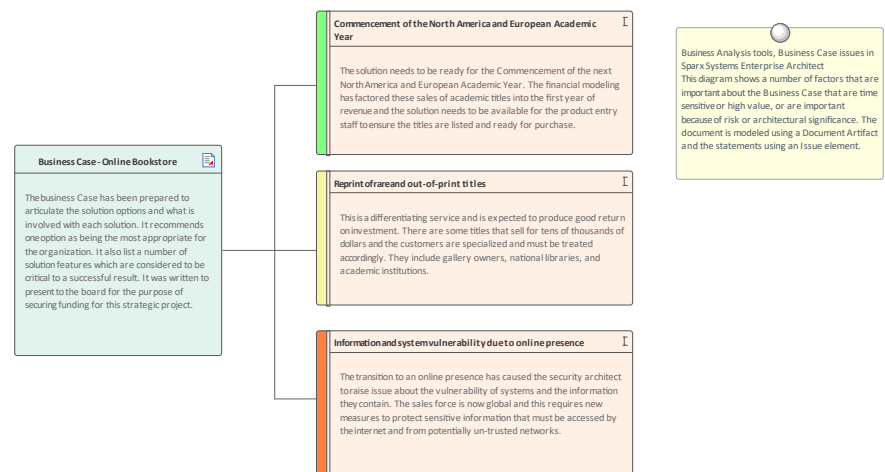 Business Case - Online Bookstore
The business Case has been prepared to
articulate the solution options and what is
involved with each solution. It recommends
one option as being the most appropriate for
the organization. It also list a number of
solution features which are considered to be
critical to a successful result. It was written to
present to the board for the purpose of
securing funding for this strategic project.
Commencement of the North America and European Academic
Year
The solution needs to be ready for the Commencement of the next
North America and European Academic Year. The financial modeling
has factored these sales of academic titles into the first year of
revenue and the solution needs to be available for the product entry
staff to ensure the titles are listed and ready for purchase.
Reprint of rare and out-of-print titles
This is a differentiating service and is expected to produce good return
on investment. There are some titles that sell for tens of thousands of
dollars and the customers are specialized and must be treated
accordingly. They include gallery owners, national libraries, and
academic institutions.
Information and system vulnerability due to online presence
The transition to an online presence has caused the security architect
to raise issue about the vulnerability of systems and the information
they contain. The sales force is now global and this requires new
measures to protect sensitive information that must be accessed by
the internet and from potentially un-trusted networks.
Business Analysis tools, Business Case issues in
Sparx Systems Enterprise Architect
This diagram shows a number of factors that are
important about the Business Case that are time
sensitive or high value, or are important
because of risk or architectural significance. The
document is modeled using a Document Artifact
and the statements using an Issue element.